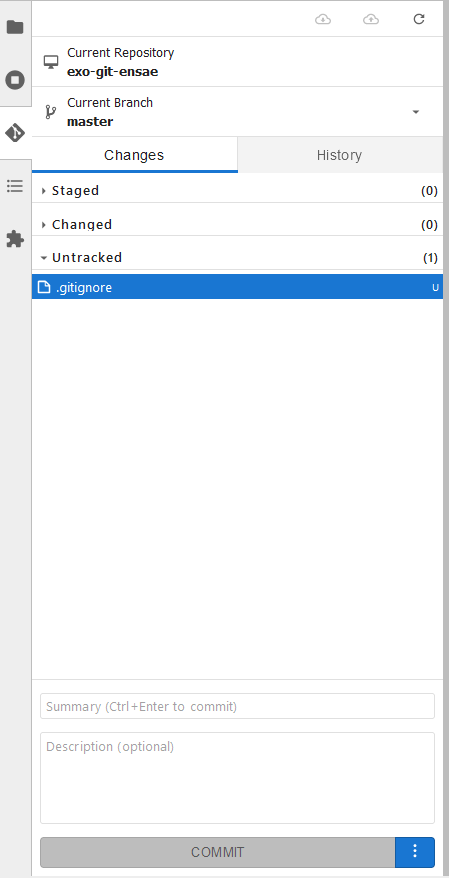 Current Repository
exo-git-ensae
Current Branch
master
Changes
History
Staged (0)
Changed (0)
Untracked (1)
.gitignore U
Summary (Ctrl+Enter to commit)
Description (optional)
COMMIT